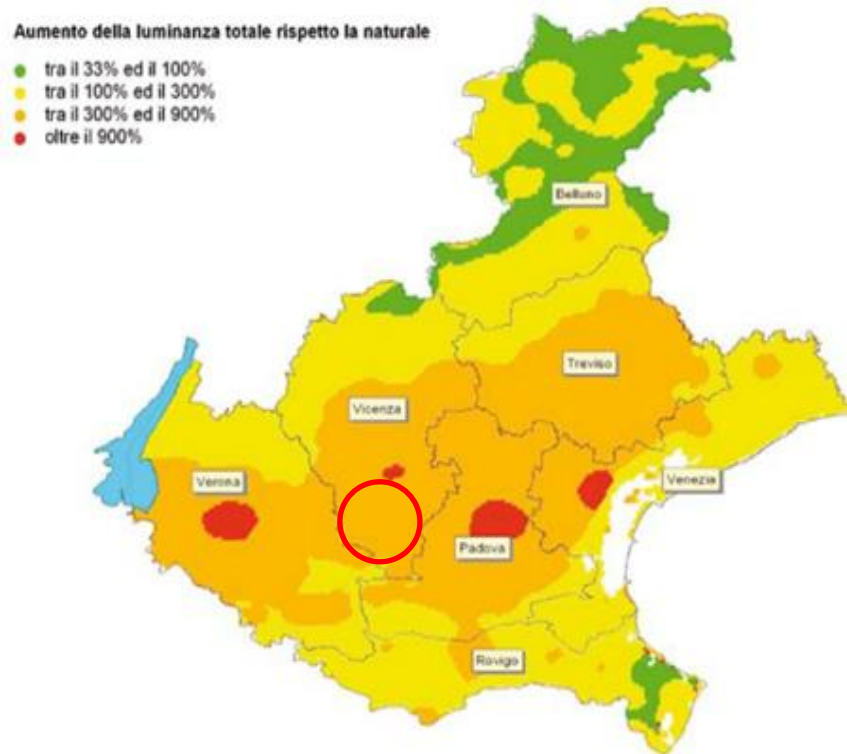 Aumento della luminanza totale rispetto la naturale
tra il 33% ed il 100%
tra il 100% ed il 300%
tra il 300% ed il 900%
oltre il 900%
Belluno
Treviso
Vicenza
Verona
Venezia
Padova
Rovigo